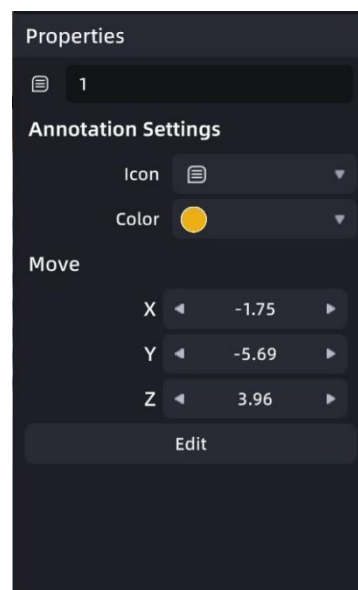 Properties
1
Annotation Settings
Icon
Color
Move
X -1.75
Y -5.69
Z 3.96
Edit